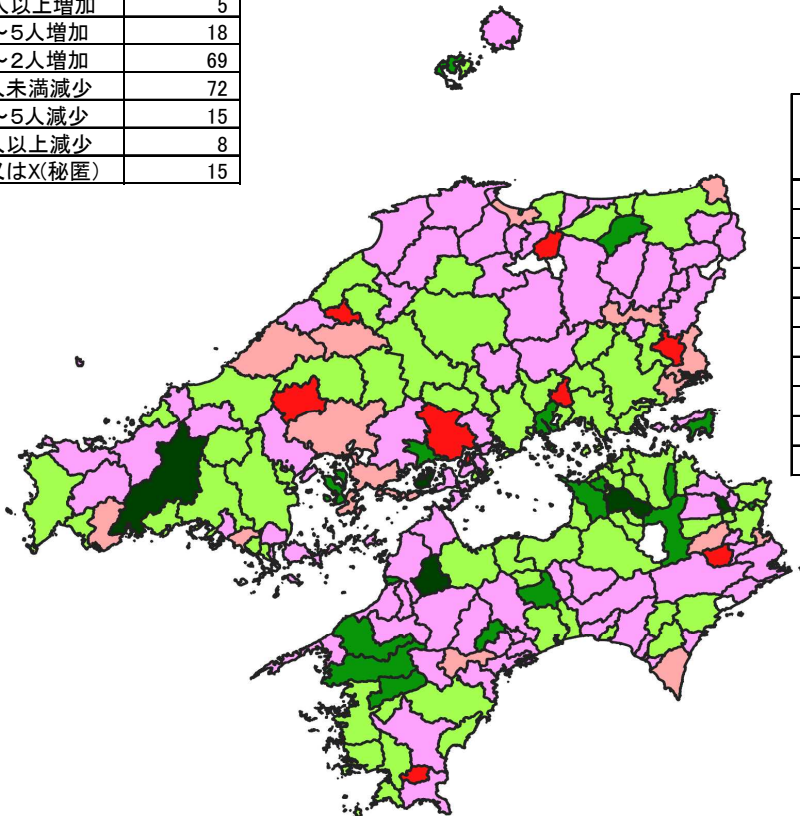 人以上増加 5
~5人増加 18
~2人増加 69
人未満減少 72
~5人減少 15
人以上減少 8
又はX(秘匿) 15